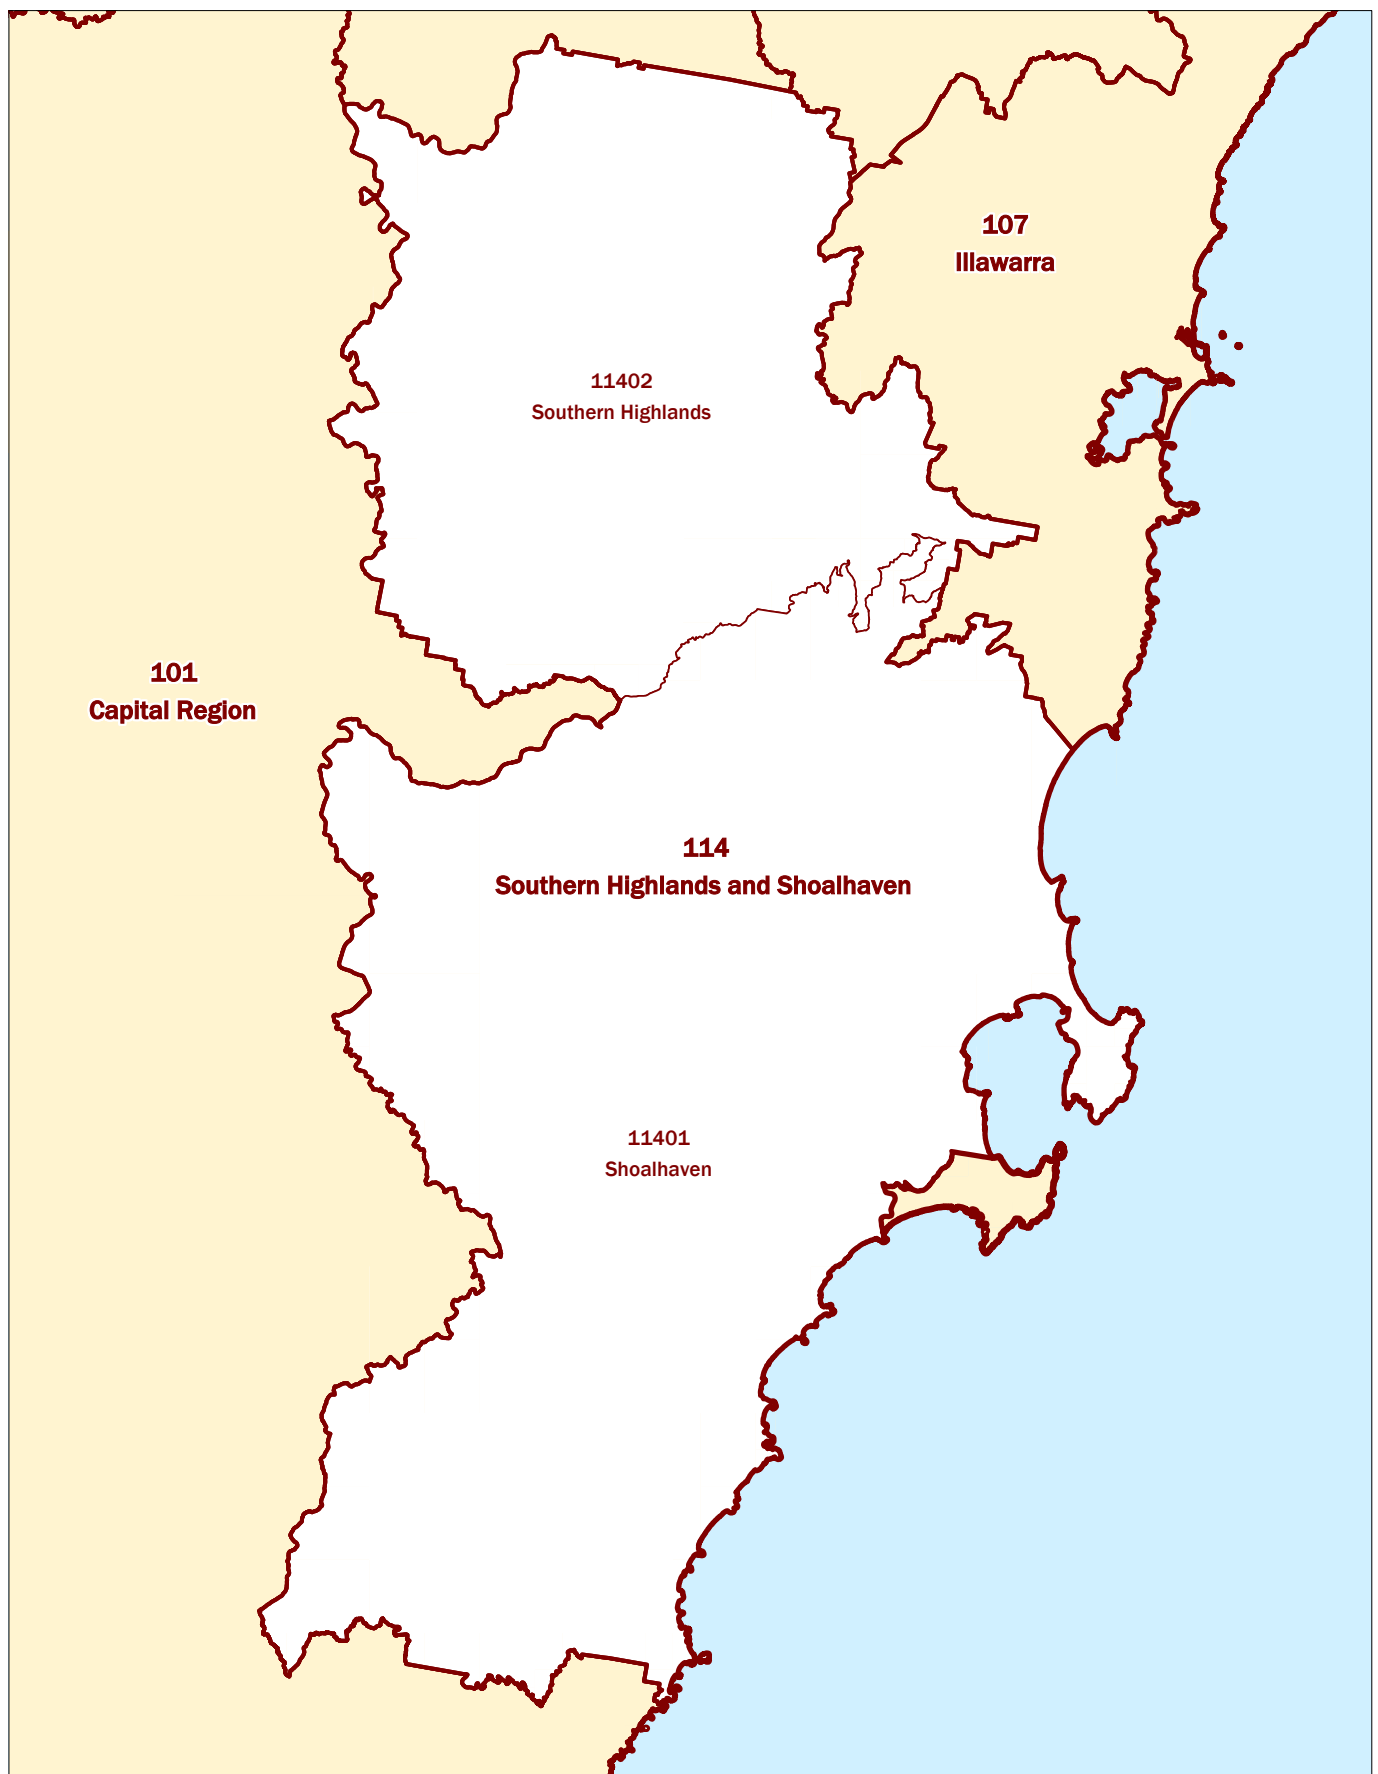 107
Illawarra
11402
Southern Highlands
101
Capital Region
114
Southern Highlands and Shoalhaven
11401
Shoalhaven